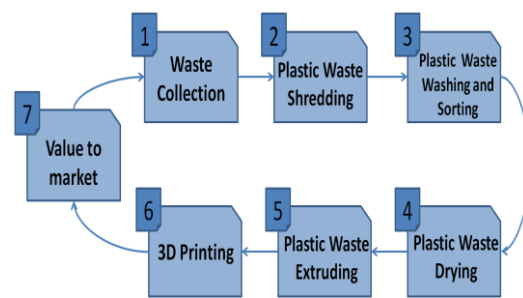 1
Waste
Collection
2
Plastic Waste
Shredding
3
Plastic Waste
Washing and
Sorting
4
Plastic Waste
Drying
5
Plastic Waste
Extruding
6
3D Printing
7
Value to
market